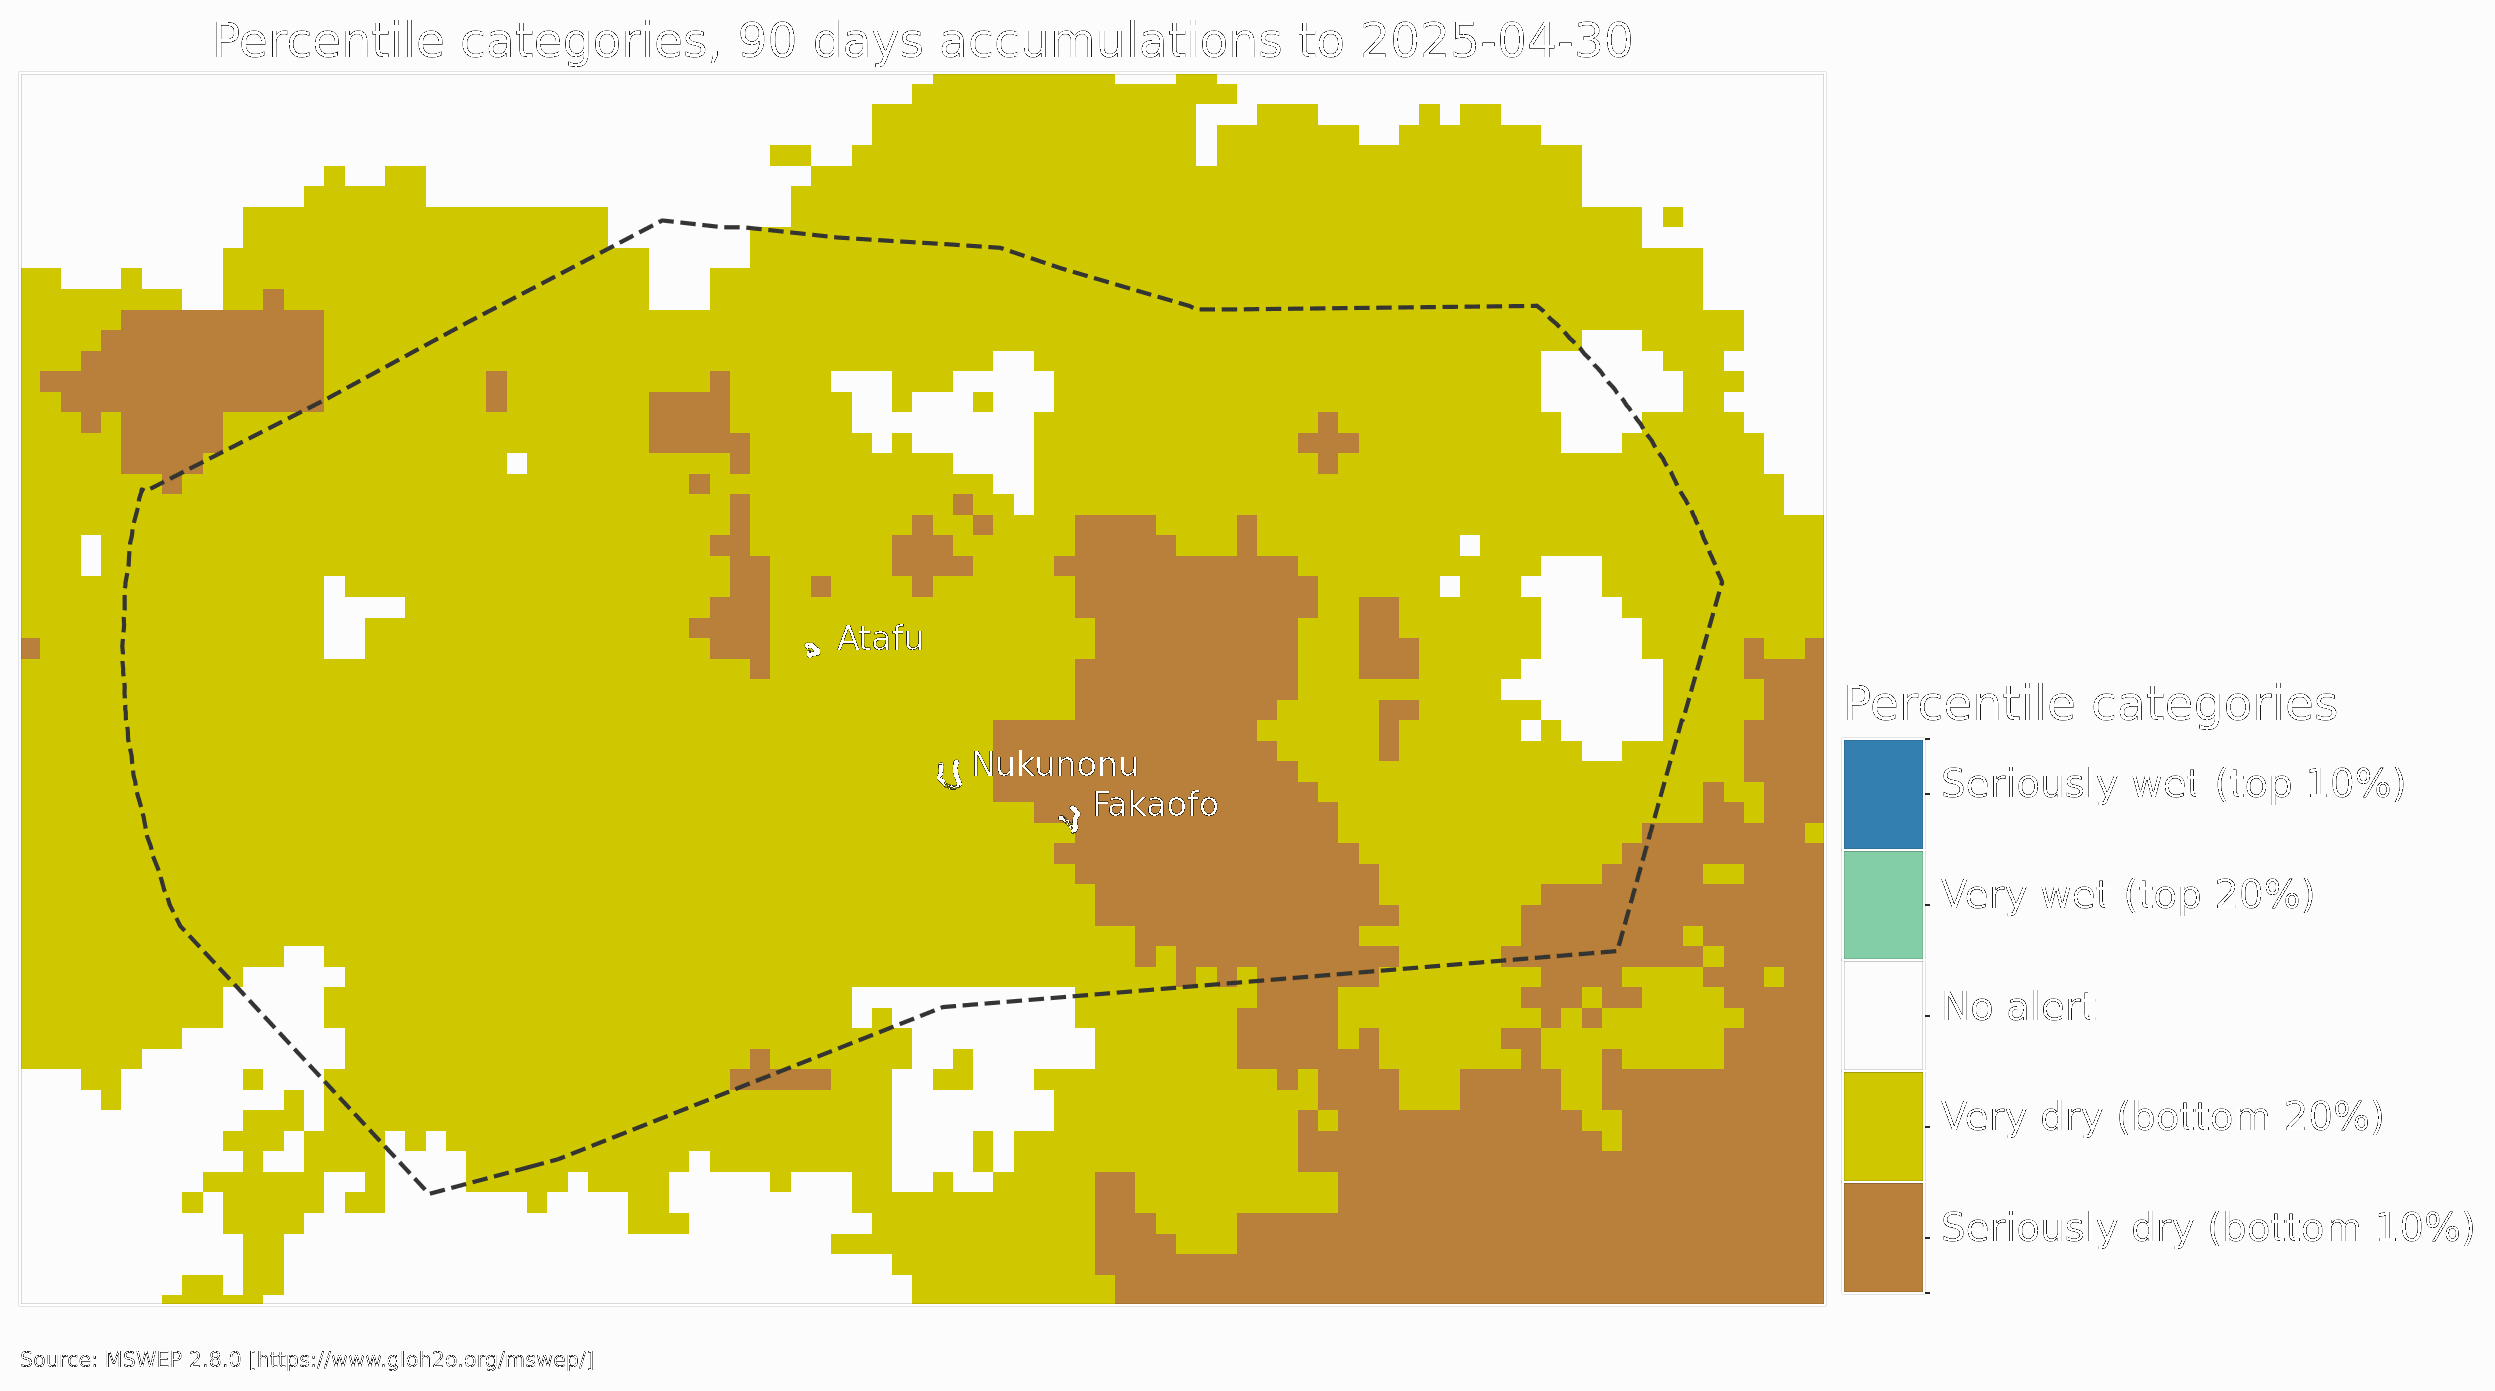 Percentile categories, 90 days accumulations to 2025-04-30
Atafu
Nukunonu
Fakaofo
Percentile categories
Seriously wet (top 10%)
Very wet (top 20%)
No alert
Very dry (bottom 20%)
Seriously dry (bottom 10%)
Source: MSWEP 2.8.0 [https://www.gloh2o.org/mswep/]